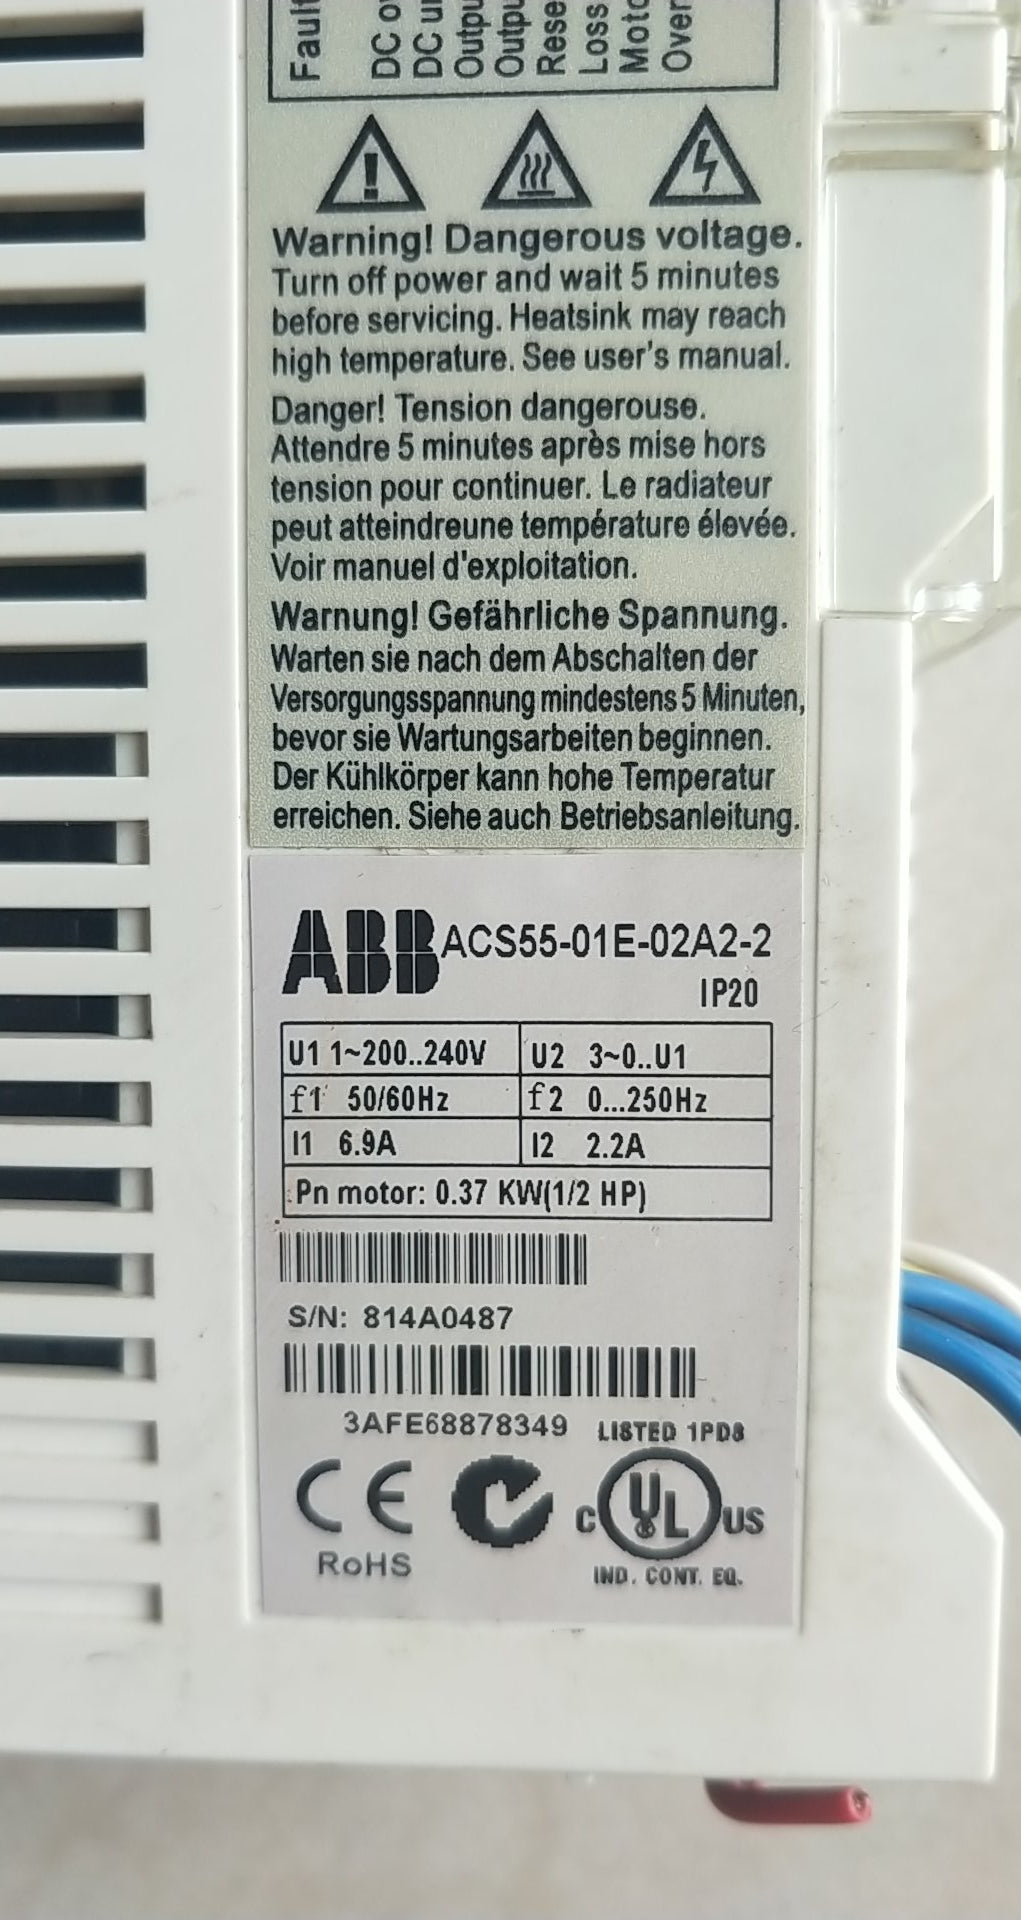 Fault
DC
DC
Loss
Warning! Dangerous voltage.
Turn off power and wait 5 minutes
before servicing. Heatsink may reach
high temperature. See user's manual.
Danger! Tension dangerouse.
Attendre 5 minutes après mise hors
tension pour continuer. Le radiateur
peut atteindreune température élevée.
Voir manuel d'exploitation.
Warnung! Gefährliche Spannung.
Warten sie nach dem Abschalten der
Versorgungsspannung mindestens 5 Minuten,
bevor sie Wartungsarbeiten beginnen.
Der Kühlkörper kann hohe Temperatur
erreichen. Siehe auch Betriebsanleitung.
ABB ACS55-01E-02A2-2
IP20
U1 1~200..240V U2 3~0..U1
f1 50/60Hz f2 0...250Hz
I1 6.9A I2 2.2A
Pn motor: 0.37 KW(1/2 HP)
S/N: 814A0487
3AFE68878349 LISTED 1PD8
CE C UL US
RoHS IND. CONT. EQ.